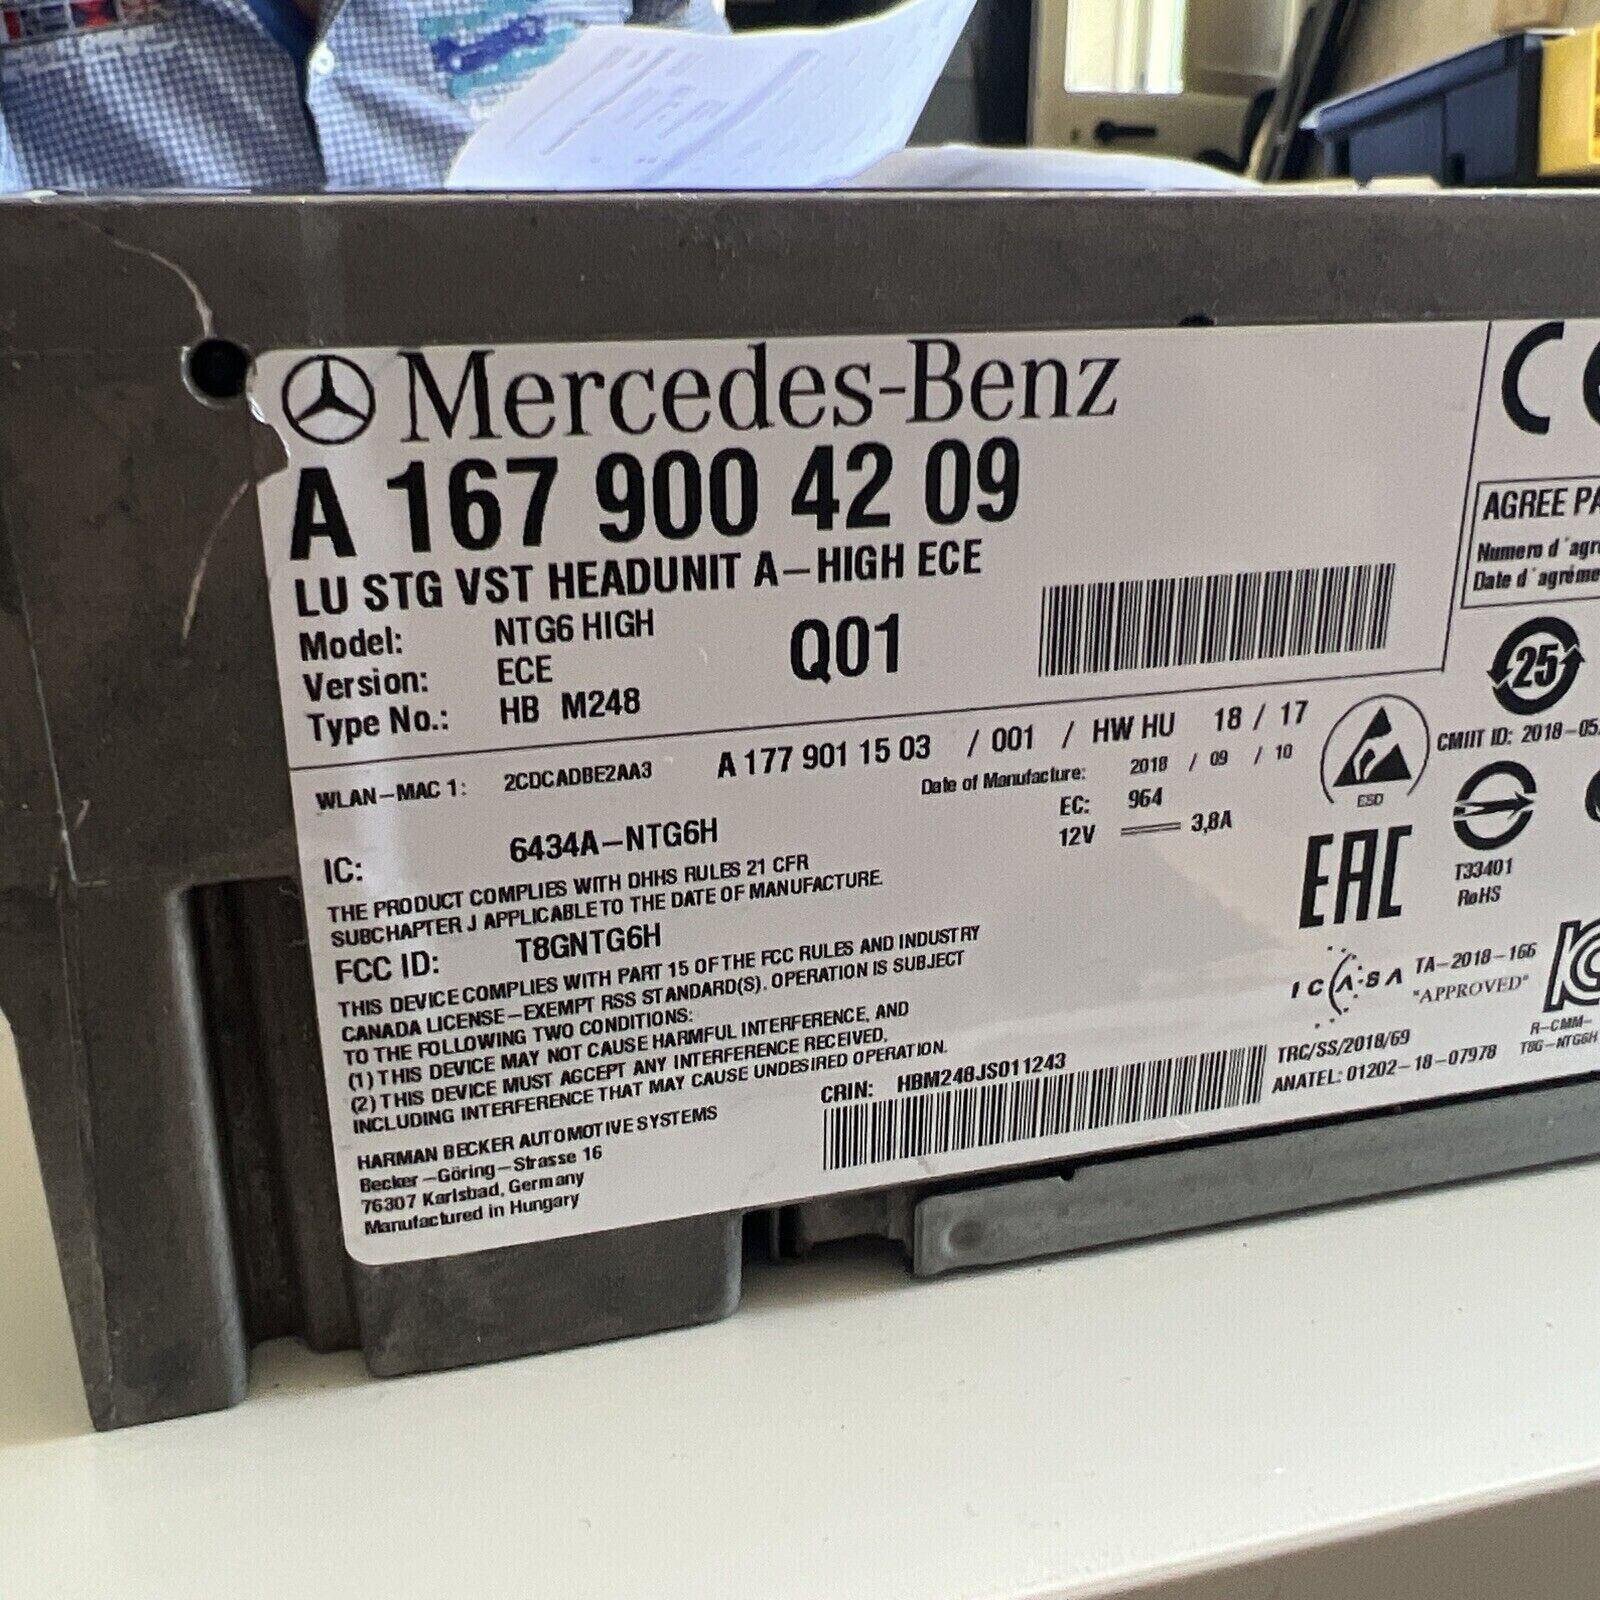 Mercedes-Benz
A 167 900 42 09
LU STG VST HEADUNIT A-HIGH ECE
Model: NTG6 HIGH
Version: ECE
Type No.: HB M248
Q01
WLAN-MAC 1: 2CDCADBE2AA3
A 177 901 15 03 / 001 / HW HU 18 / 17
Date of Manufacture: 2018 / 09 / 10
EC: 964
12V 3,8A
IC: 6434A-NTG6H
THE PRODUCT COMPLIES WITH DHHS RULES 21 CFR
SUBCHAPTER J APPLICABLE TO THE DATE OF MANUFACTURE.
FCC ID: T8GNTG6H
THIS DEVICE COMPLIES WITH PART 15 OF THE FCC RULES AND INDUSTRY
CANADA LICENSE-EXEMPT RSS STANDARD(S). OPERATION IS SUBJECT
TO THE FOLLOWING TWO CONDITIONS:
(1) THIS DEVICE MAY NOT CAUSE HARMFUL INTERFERENCE, AND
(2) THIS DEVICE MUST ACCEPT ANY INTERFERENCE RECEIVED,
INCLUDING INTERFERENCE THAT MAY CAUSE UNDESIRED OPERATION.
HARMAN BECKER AUTOMOTIVE SYSTEMS
Becker-Göring-Strasse 16
76307 Karlsbad, Germany
Manufactured in Hungary
CRIN: HBM248JS011243
CE
AGREE PA
Numero d'agr
Date d'agréme
25
CMIIT ID: 2018-05
ESD
EAC
T33401
RoHS
ICASA TA-2018-166
"APPROVED"
TRC/SS/2018/69
ANATEL: 01202-18-07978
R-CMM-
T8G-NTG6H